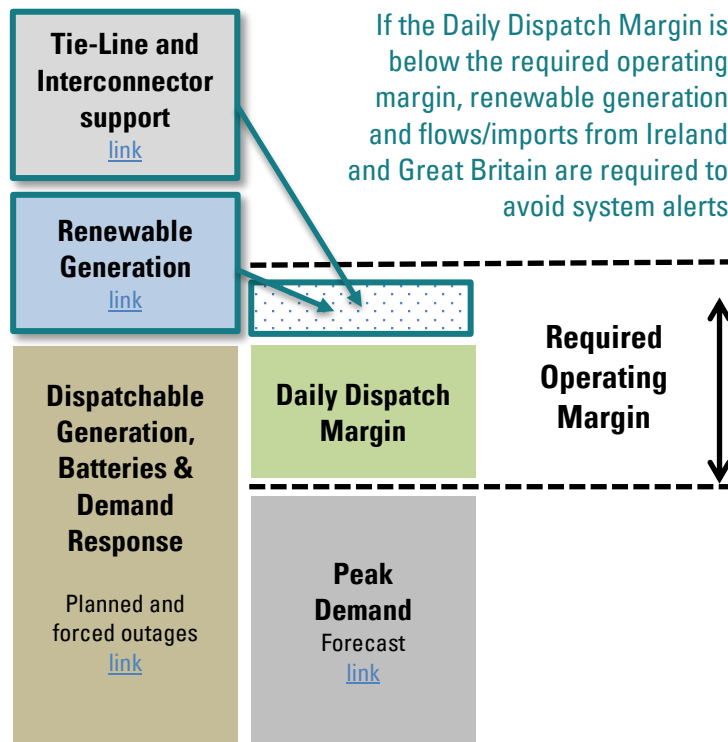 Tie-Line and
Interconnector
support
link
If the Daily Dispatch Margin is
below the required operating
margin, renewable generation
and flows/imports from Ireland
and Great Britain are required to
avoid system alerts
Renewable
Generation
link
Dispatchable
Generation,
Batteries &
Demand
Response
Planned and
forced outages
link
Daily Dispatch
Margin
Required
Operating
Margin
Peak
Demand
Forecast
link